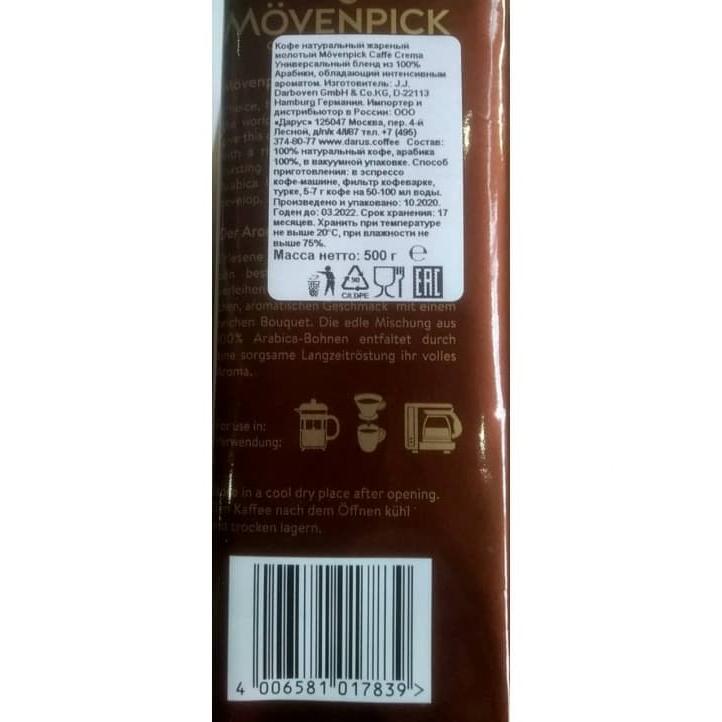 MÖVENPICK
Кофе натуральный жареный
молотый Mövenpick Caffe Crema
Универсальный бленд из 100%
Арабики, обладающий интенсивным
ароматом. Изготовитель: J.J.
Darboven GmbH & Co.KG, D-22113
Hamburg Германия. Импортер и
дистрибьютор в России: ООО
«Дарус» 125047 Москва, пер. 4-й
Лесной, д/п/к 4/И/87 тел. +7 (495)
374-80-77 www.darus.coffee Состав:
100% натуральный кофе, арабика
100%, в вакуумной упаковке. Способ
приготовления: в эспрессо
кофе-машине, фильтр кофеварке,
турке, 5-7 г кофе на 50-100 мл воды.
Произведено и упаковано: 10.2020.
Годен до: 03.2022. Срок хранения: 17
месяцев. Хранить при температуре
не выше 20°С, при влажности не
выше 75%.
Масса нетто: 500 г ℮
C/LDPE
EAC
Der Aro
aromatischen Geschmack mit einem
Bouquet. Die edle Mischung aus
100% Arabica-Bohnen entfaltet durch
sorgsame Langzeitröstung ihr volles
Aroma.
use in:
in a cool dry place after opening.
Kaffee nach dem Öffnen kühl
trocken lagern.
4 006581 017839 >